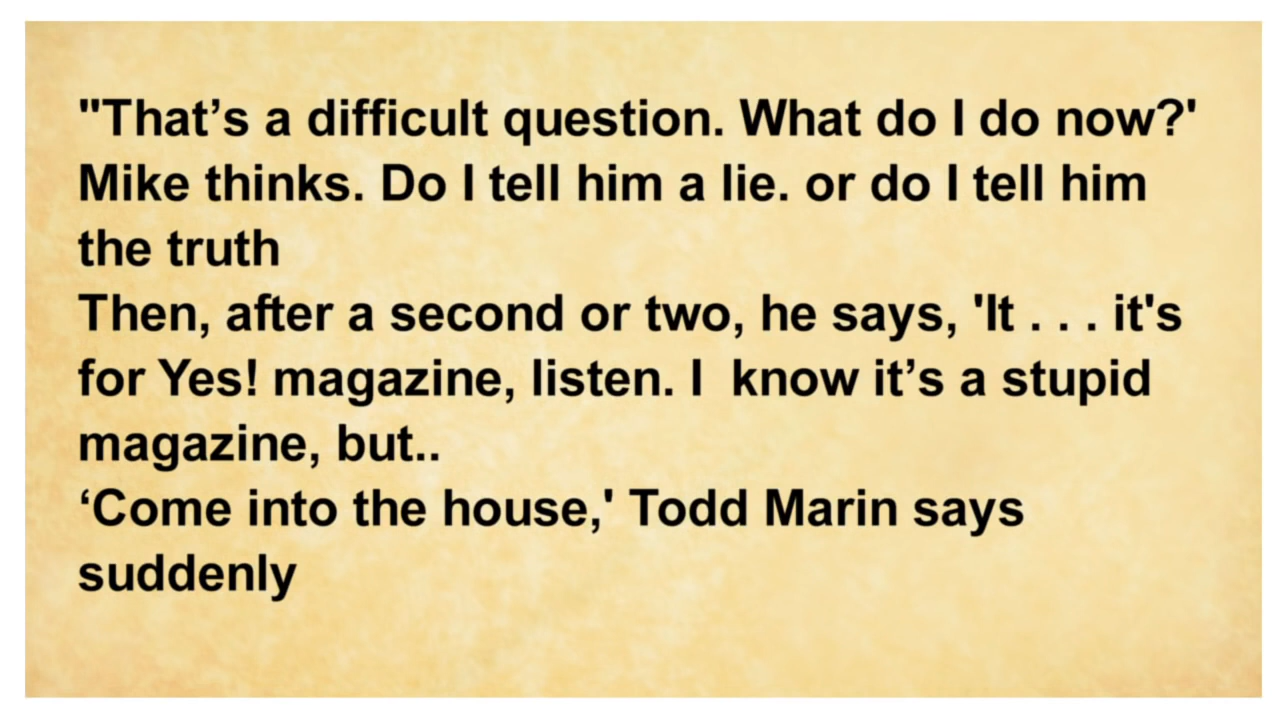 "That’s a difficult question. What do I do now?'
Mike thinks. Do I tell him a lie. or do I tell him
the truth
Then, after a second or two, he says, 'It . . . it's
for Yes! magazine, listen. I  know it’s a stupid
magazine, but..
‘Come into the house,' Todd Marin says
suddenly